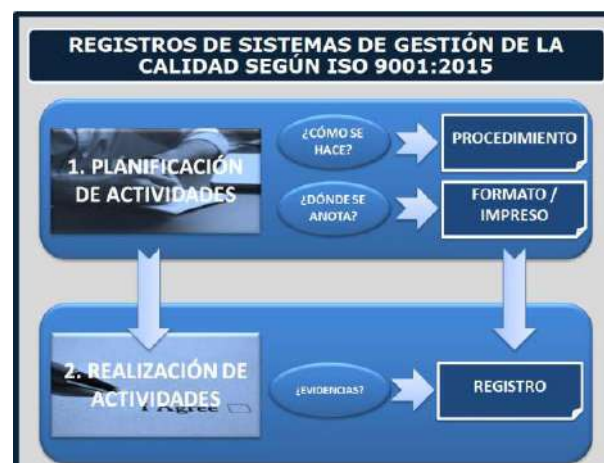 REGISTROS DE SISTEMAS DE GESTIÓN DE LA
CALIDAD SEGÚN ISO 9001:2015
¿CÓMO SE
HACE?
PROCEDIMIENTO
1. PLANIFICACIÓN
DE ACTIVIDADES
¿DÓNDE SE
ANOTA?
FORMATO /
IMPRESO
2. REALIZACIÓN DE
ACTIVIDADES
I Agree
¿EVIDENCIAS?
REGISTRO